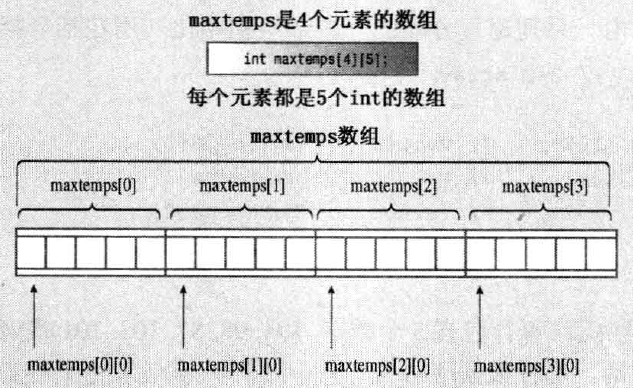 maxtemps是4个元素的数组
int maxtemps[4][5];
每个元素都是5个int的数组
maxtemps数组
maxtemps[0] maxtemps[1] maxtemps[2] maxtemps[3]
maxtemps[0][0] maxtemps[1][0] maxtemps[2][0] maxtemps[3][0]